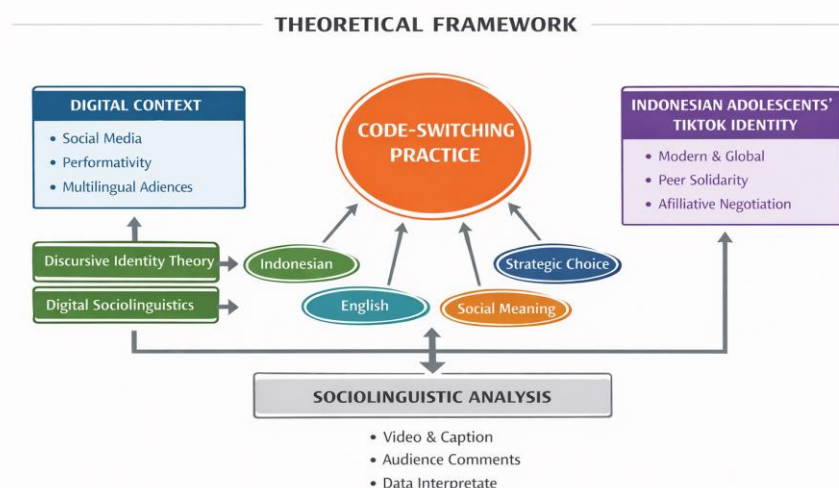 THEORETICAL FRAMEWORK
DIGITAL CONTEXT
• Social Media
• Performativity
• Multilingual Adiences
CODE-SWITCHING
PRACTICE
INDONESIAN ADOLESCENTS'
TIKTOK IDENTITY
• Modern & Global
• Peer Solidarity
• Afilliative Negotiation
Discursive Identity Theory
Indonesian
Strategic Choice
Digital Sociolinguistics
English
Social Meaning
SOCIOLINGUISTIC ANALYSIS
• Video & Caption
• Audience Comments
• Data Interpretate